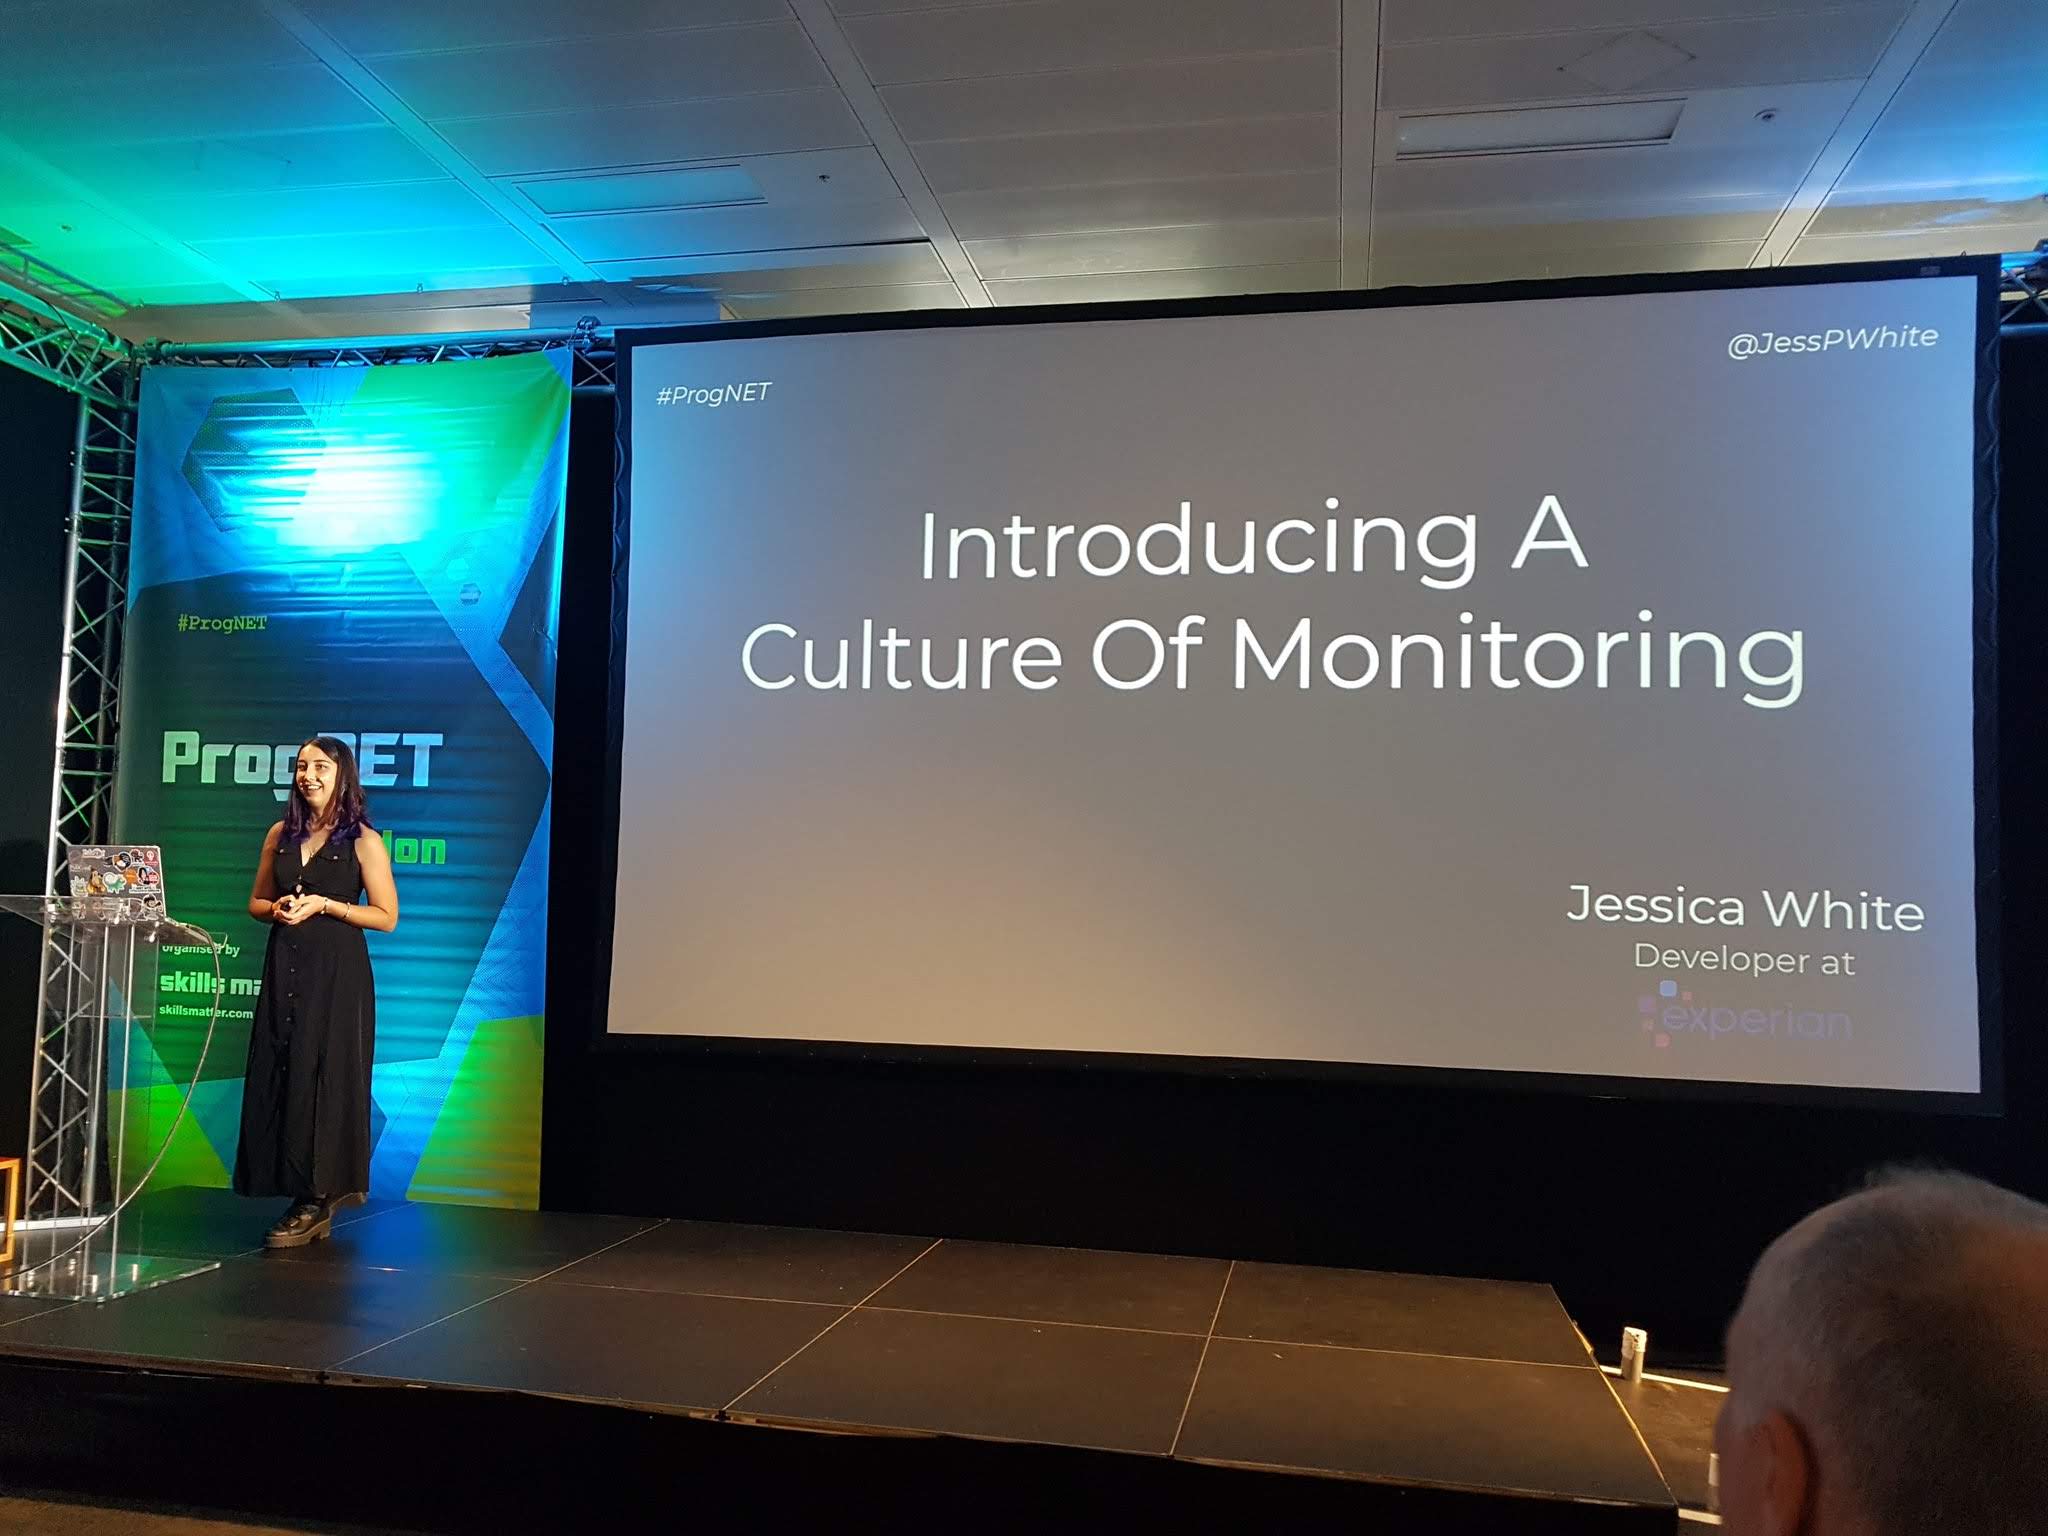 #ProgNET
@JessPWhite
Introducing A
Culture Of Monitoring
Jessica White
Developer at
experian
#ProgNET
organised by
skillsmatter.com